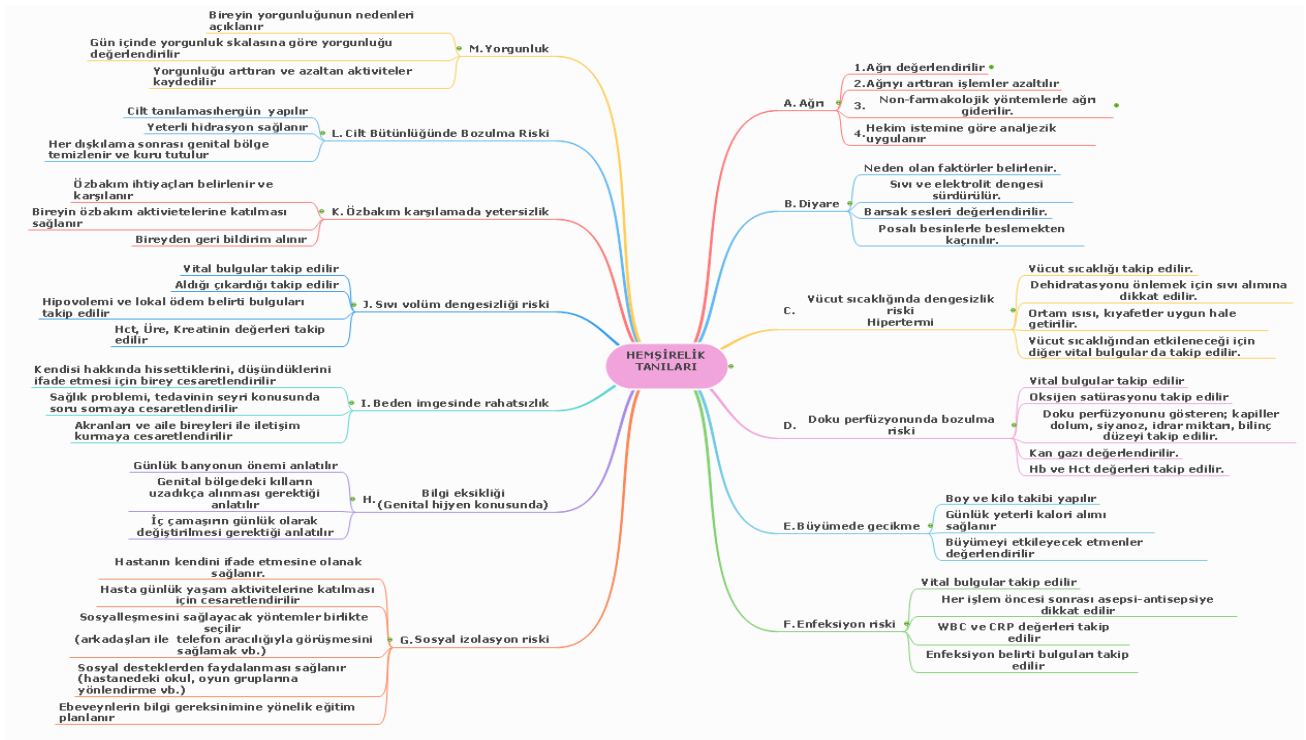 HEMŞİRELİK
TANILARI
A. Ağrı
1.Ağrı değerlendirilir
2.Ağrıyı arttıran işlemler azaltılır
3. Non-farmakolojik yöntemlerle ağrı
giderilir.
4.Hekim istemine göre analjezik
uygulanır
B. Diyare
Neden olan faktörler belirlenir.
Sıvı ve elektrolit dengesi
sürdürülür.
Barsak sesleri değerlendirilir.
Posalı besinlerle beslemekten
kaçınılır.
C. Vücut sıcaklığında dengesizlik
riski
Hipertermi
Vücut sıcaklığı takip edilir.
Dehidratasyonu önlemek için sıvı alımına
dikkat edilir.
Ortam ısısı, kıyafetler uygun hale
getirilir.
Vücut sıcaklığından etkileneceği için
diğer vital bulgular da takip edilir.
D. Doku perfüzyonunda bozulma
riski
Vital bulgular takip edilir
Oksijen satürasyonu takip edilir
Doku perfüzyonunu gösteren; kapiller
dolum, siyanoz, idrar miktarı, bilinç
düzeyi takip edilir.
Kan gazı değerlendirilir.
Hb ve Hct değerleri takip edilir.
E.Büyümede gecikme
Boy ve kilo takibi yapılır
Günlük yeterli kalori alımı
sağlanır
Büyümeyi etkileyecek etmenler
değerlendirilir
F.Enfeksiyon riski
Vital bulgular takip edilir
Her işlem öncesi sonrası asepsi-antisepsiye
dikkat edilir
WBC ve CRP değerleri takip
edilir
Enfeksiyon belirti bulguları takip
edilir
G.Sosyal izolasyon riski
Hastanın kendini ifade etmesine olanak
sağlanır.
Hasta günlük yaşam aktivitelerine katılması
için cesaretlendirilir
Sosyalleşmesini sağlayacak yöntemler birlikte
seçilir
(arkadaşları ile telefon aracılığıyla görüşmesini
sağlamak vb.)
Sosyal desteklerden faydalanması sağlanır
(hastanedeki okul, oyun gruplarına
yönlendirme vb.)
Ebeveynlerin bilgi gereksinimine yönelik eğitim
planlanır
H. Bilgi eksikliği
(Genital hijyen konusunda)
Günlük banyonun önemi anlatılır
Genital bölgedeki kılların
uzadıkça alınması gerektiği
anlatılır
İç çamaşırın günlük olarak
değiştirilmesi gerektiği anlatılır
I. Beden imgesinde rahatsızlık
Kendisi hakkında hissettiklerini, düşündüklerini
ifade etmesi için birey cesaretlendirilir
Sağlık problemi, tedavinin seyri konusunda
soru sormaya cesaretlendirilir
Akranları ve aile bireyleri ile iletişim
kurmaya cesaretlendirilir
J. Sıvı volüm dengesizliği riski
Vital bulgular takip edilir
Aldığı çıkardığı takip edilir
Hipovolemi ve lokal ödem belirti bulguları
takip edilir
Hct, Üre, Kreatinin değerleri takip
edilir
K. Özbakım karşılamada yetersizlik
Özbakım ihtiyaçları belirlenir ve
karşılanır
Bireyin özbakım aktivietelerine katılması
sağlanır
Bireyden geri bildirim alınır
L. Cilt Bütünlüğünde Bozulma Riski
Cilt tanılamasıhergün yapılır
Yeterli hidrasyon sağlanır
Her dışkılama sonrası genital bölge
temizlenir ve kuru tutulur
M. Yorgunluk
Bireyin yorgunluğunun nedenleri
açıklanır
Gün içinde yorgunluk skalasına göre yorgunluğu
değerlendirilir
Yorgunluğu arttıran ve azaltan aktiviteler
kaydedilir